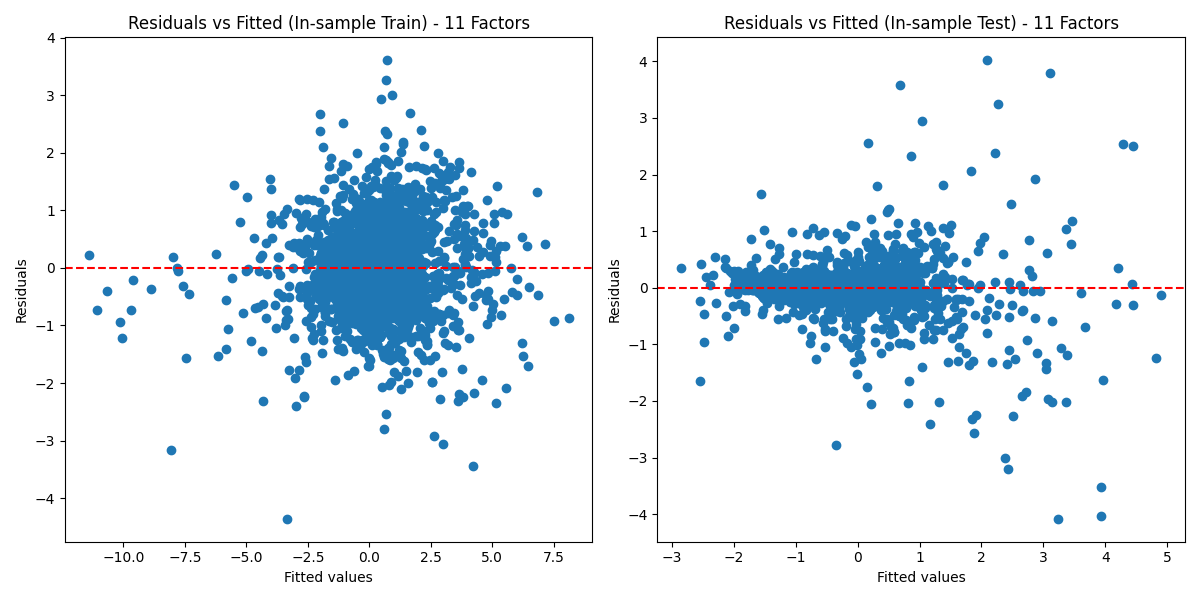 Residuals vs Fitted (In-sample Train) - 11 Factors
4
3
2
1
0
−1
−2
−3
−4
Residuals
−10.0 −7.5 −5.0 −2.5 0.0 2.5 5.0 7.5
Fitted values
Residuals vs Fitted (In-sample Test) - 11 Factors
4
3
2
1
0
−1
−2
−3
−4
Residuals
−3 −2 −1 0 1 2 3 4 5
Fitted values